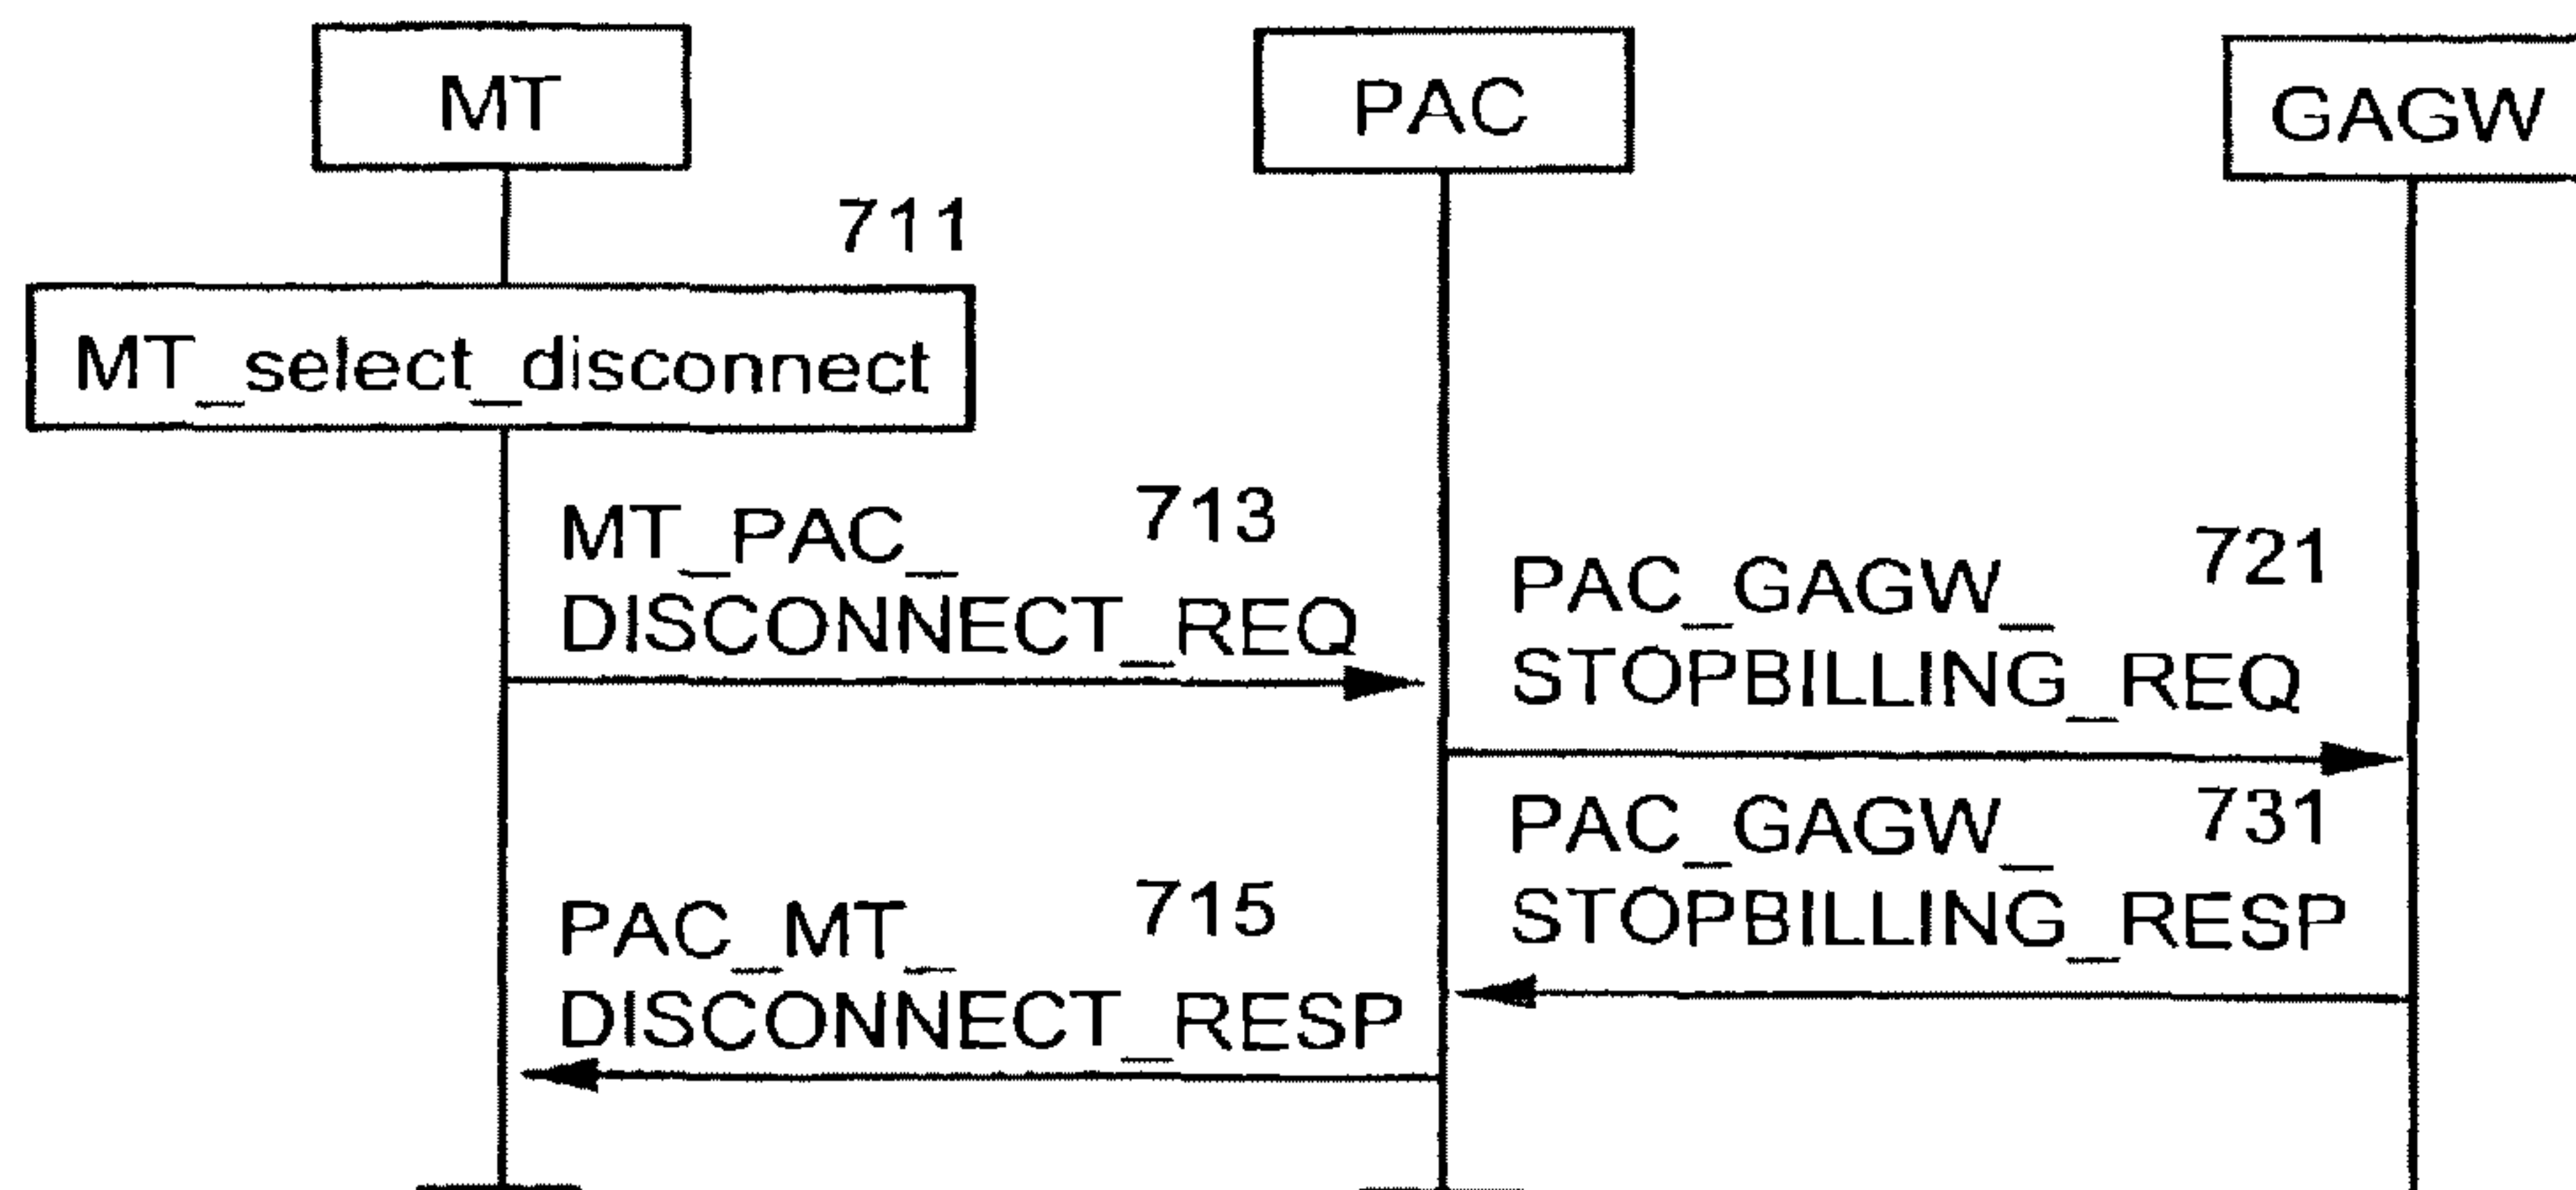 MT
PAC
GAGW
711
MT_select_disconnect
MT_PAC_
DISCONNECT_REQ
713
PAC_GAGW_
STOPBILLING_REQ
721
PAC_GAGW_
STOPBILLING_RESP
731
PAC_MT_
DISCONNECT_RESP
715